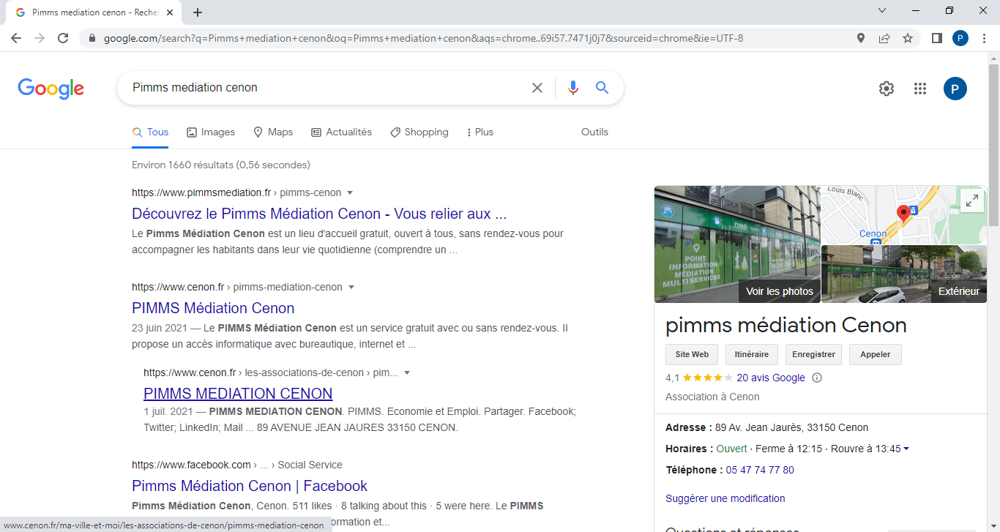 Pimms mediation cenon - Recher
google.com/search?q=Pimms+mediation+cenon&oq=Pimms+mediation+cenon&aqs=chrome..69i57.7471j0j7&sourceid=chrome&ie=UTF-8
P
Google
Pimms mediation cenon
P
Tous
Images
Maps
Actualités
Shopping
Plus
Outils
Environ 1 660 résultats (0,56 secondes)
https://www.pimmsmediation.fr › pimms-cenon
Découvrez le Pimms Médiation Cenon - Vous relier aux ...
Le Pimms Médiation Cenon est un lieu d'accueil gratuit, ouvert à tous, sans rendez-vous pour
accompagner les habitants dans leur vie quotidienne (comprendre un ...
https://www.cenon.fr › pimms-mediation-cenon
PIMMS Médiation Cenon
23 juin 2021 — Le PIMMS Médiation Cenon est un service gratuit avec ou sans rendez-vous. Il
propose un accès informatique avec bureautique, internet et ...
https://www.cenon.fr › les-associations-de-cenon › pim...
PIMMS MEDIATION CENON
1 juil. 2021 — PIMMS MEDIATION CENON. PIMMS. Economie et Emploi. Partager. Facebook;
Twitter; LinkedIn; Mail ... 89 AVENUE JEAN JAURES 33150 CENON.
https://www.facebook.com › ... › Social Service
Pimms Médiation Cenon | Facebook
Pimms Médiation Cenon, Cenon. 511 likes · 8 talking about this · 5 were here. Le PIMMS
ormation et...
www.cenon.fr/ma-ville-et-moi/les-associations-de-cenon/pimms-mediation-cenon
PIMMS
POINT
INFORMATION
MÉDIATION
MULTI SERVICES
Voir les photos
Louis Blanc
Cenon
Extérieur
pimms médiation Cenon
Site Web
Itinéraire
Enregistrer
Appeler
4,1
20 avis Google
Association à Cenon
Adresse : 89 Av. Jean Jaurès, 33150 Cenon
Horaires : Ouvert · Ferme à 12:15 · Rouvre à 13:45
Téléphone : 05 47 74 77 80
Suggérer une modification
Questions et réponses